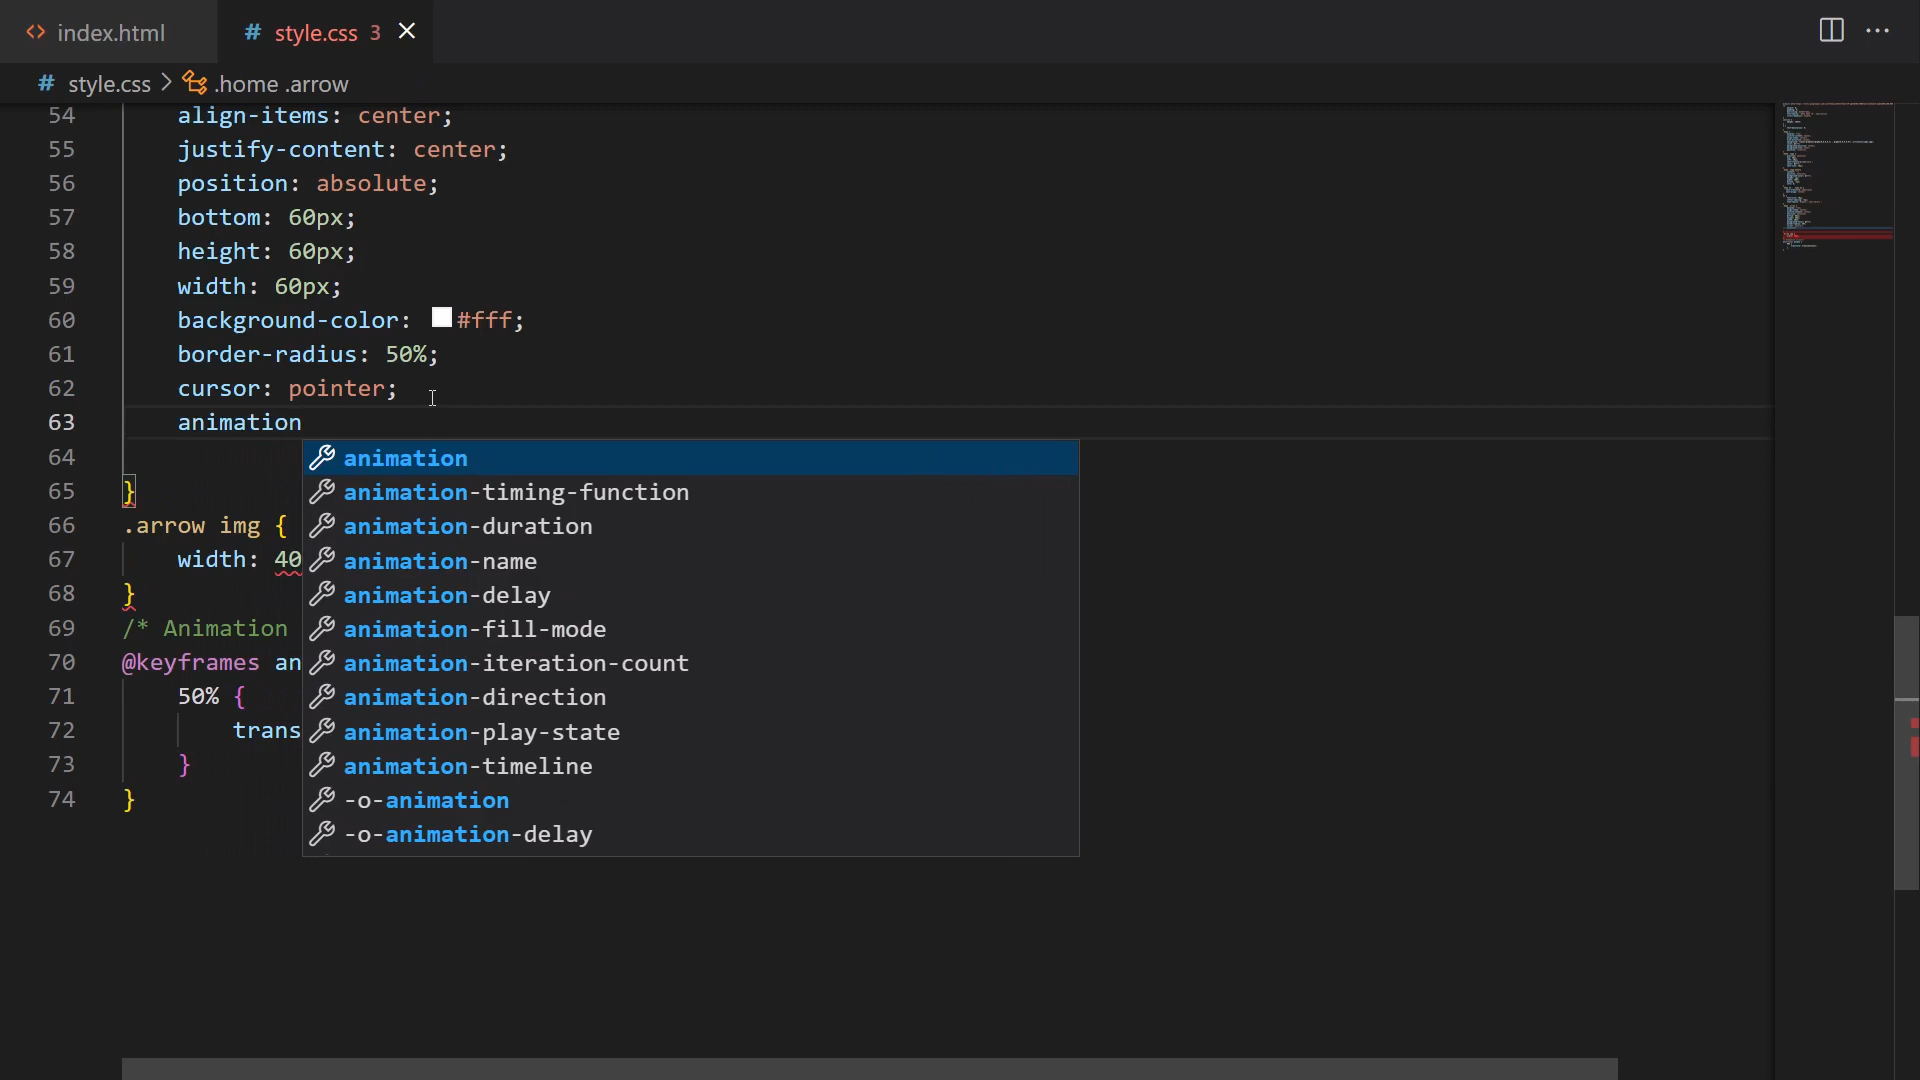 <> index.html # style.css 3
# style.css > .home .arrow
54 align-items: center;
55 justify-content: center;
56 position: absolute;
57 bottom: 60px;
58 height: 60px;
59 width: 60px;
60 background-color: #fff;
61 border-radius: 50%;
62 cursor: pointer;
63 animation
64
65 }
66 .arrow img {
67 width: 40
68 }
69 /* Animation
70 @keyframes an
71 50% {
72 trans
73 }
74 }
animation
animation-timing-function
animation-duration
animation-name
animation-delay
animation-fill-mode
animation-iteration-count
animation-direction
animation-play-state
animation-timeline
-o-animation
-o-animation-delay